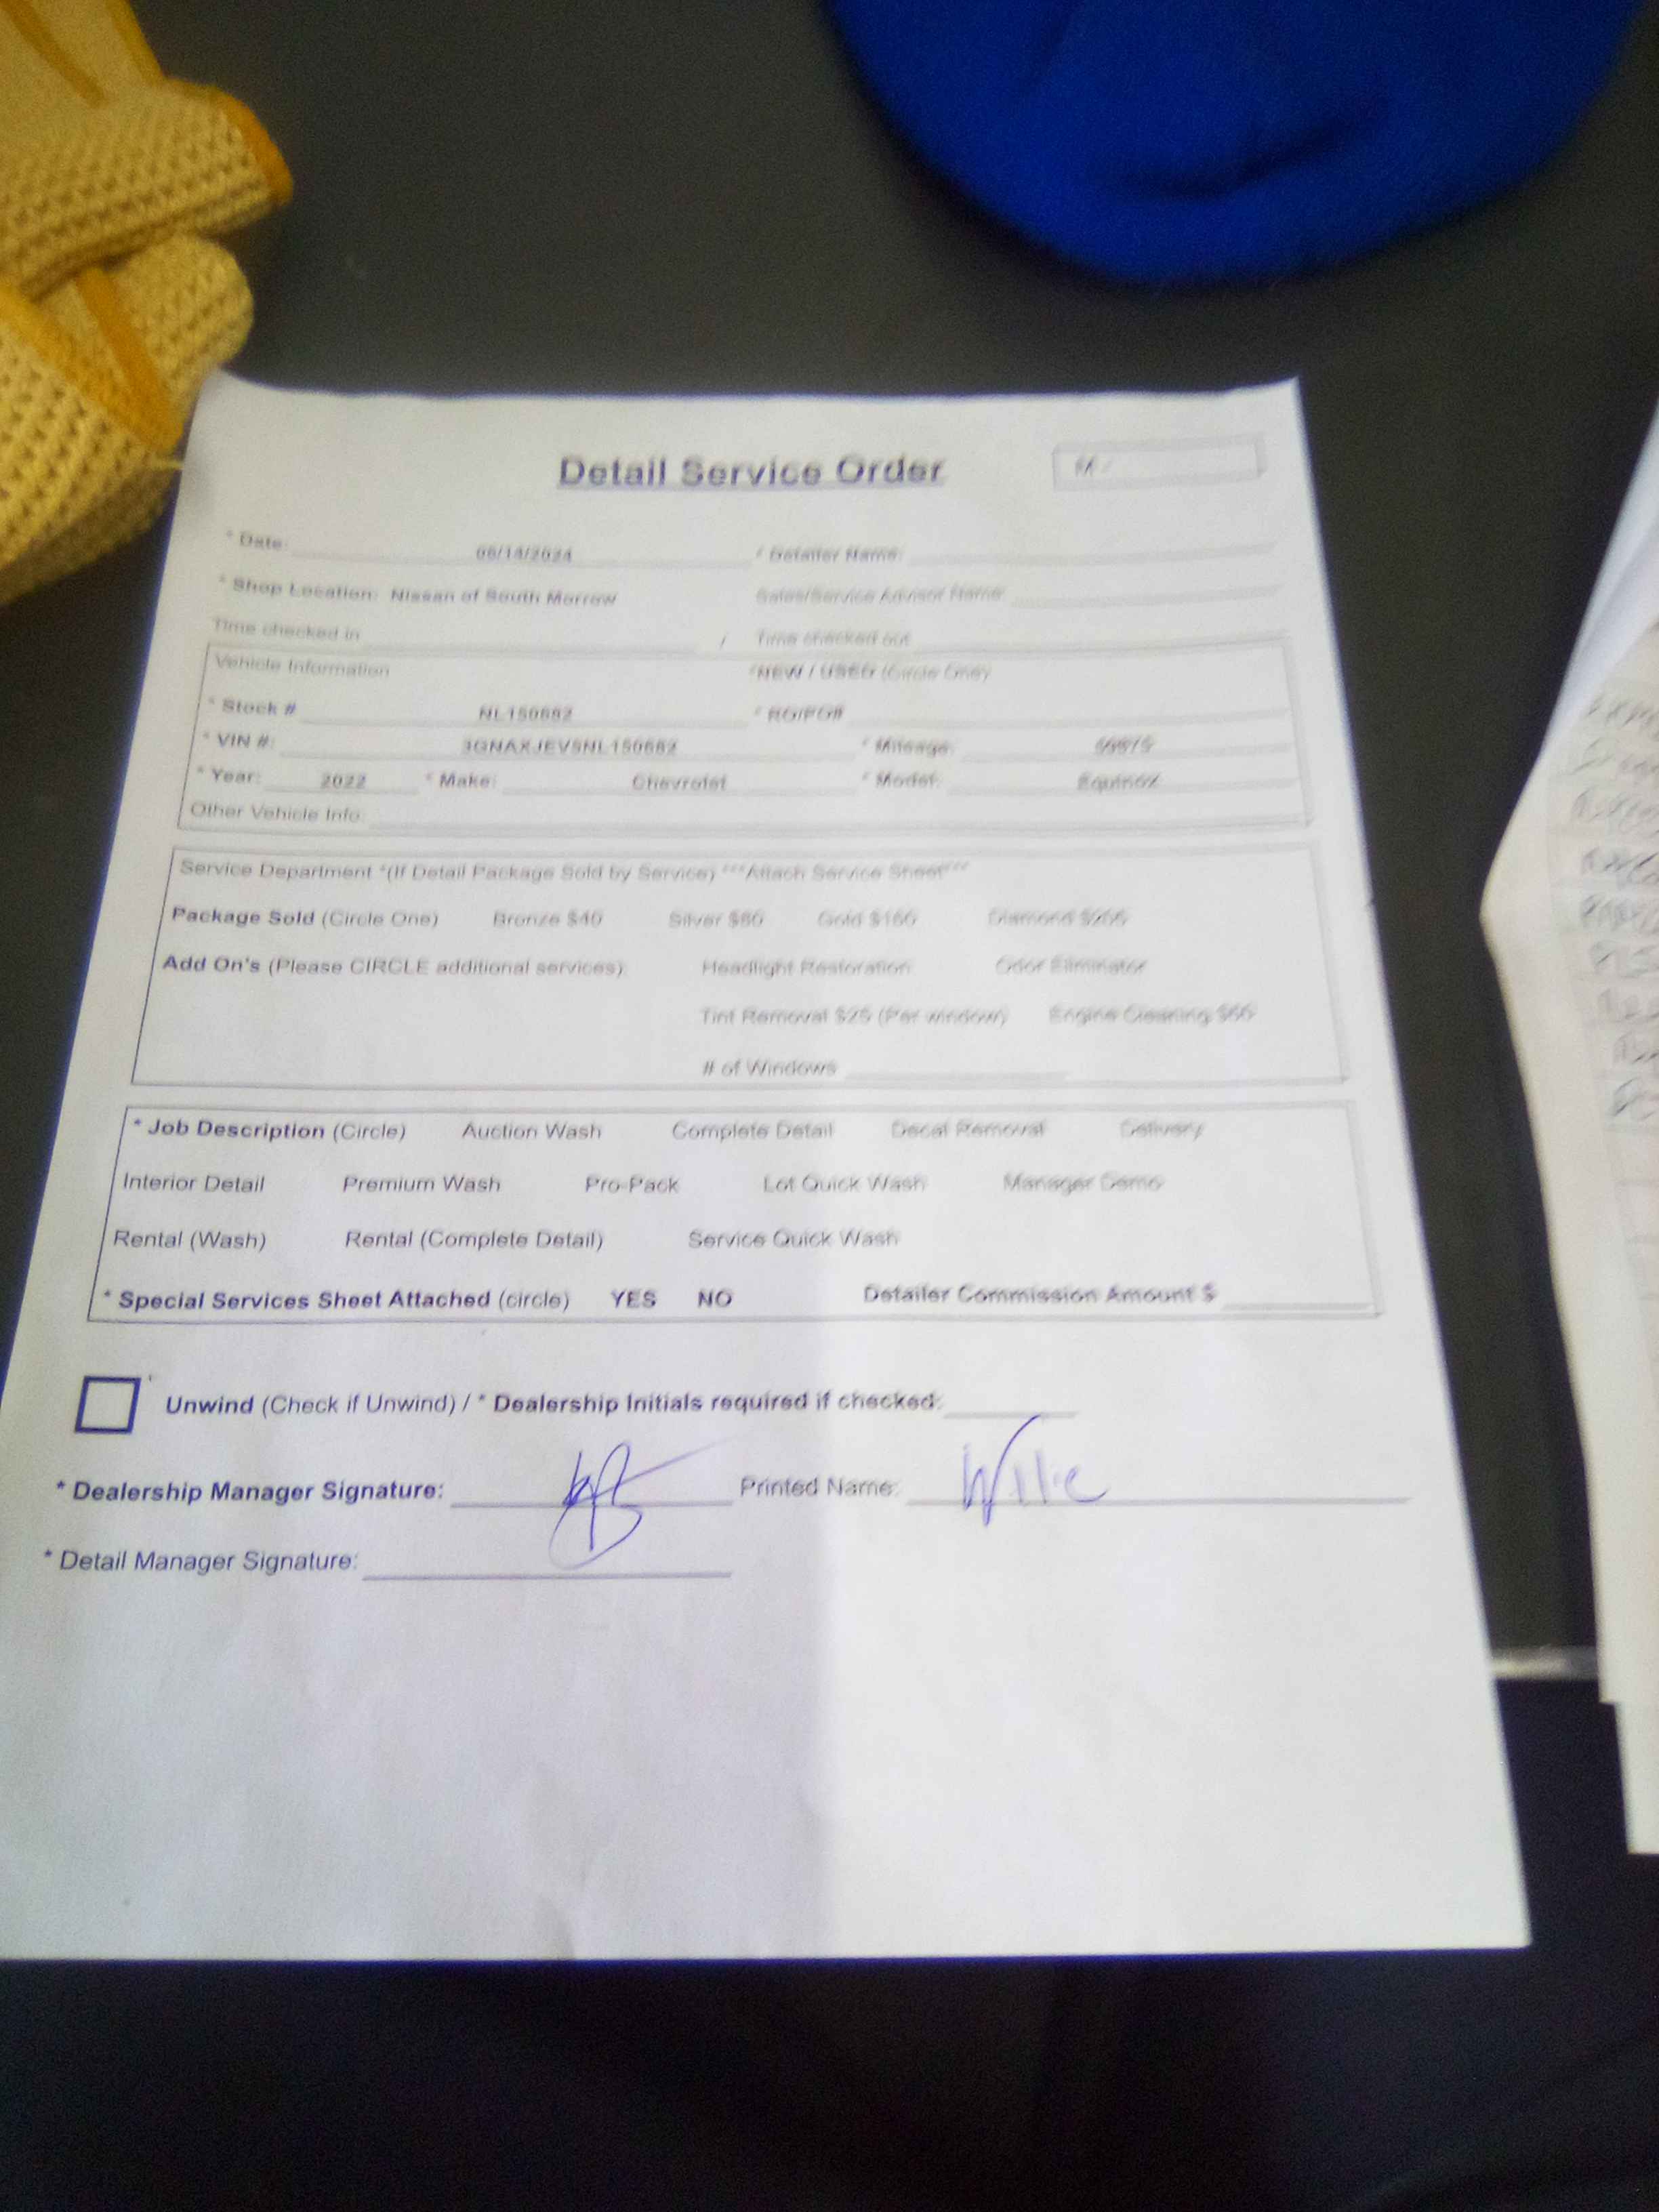 Detail Service Order
* Date: 06/14/2024 * Detailer Name:
* Shop Location: Nissan of South Morrow Sales/Service Advisor Name:
Time checked in / Time checked out
Vehicle Information *NEW / USED (Circle One)
* Stock # NL150682 * RO/PO#
* VIN #: 3GNAXJEV5NL150682 * Mileage:
* Year: 2022 * Make: Chevrolet * Model: Equinox
Other Vehicle Info:
Service Department *(If Detail Package Sold by Service) ***Attach Service Sheet***
Package Sold (Circle One) Bronze $40 Silver $80 Gold $160 Diamond
Add On's (Please CIRCLE additional services): Headlight Restoration Odor Eliminator
Tint Removal $25 (Per window) Engine Cleaning
# of Windows
* Job Description (Circle) Auction Wash Complete Detail Decal Removal Delivery
Interior Detail Premium Wash Pro-Pack Lot Quick Wash Manager Demo
Rental (Wash) Rental (Complete Detail) Service Quick Wash
* Special Services Sheet Attached (circle) YES NO Detailer Commission Amount $
Unwind (Check if Unwind) / * Dealership Initials required if checked:
* Dealership Manager Signature: Printed Name: Willie
* Detail Manager Signature: